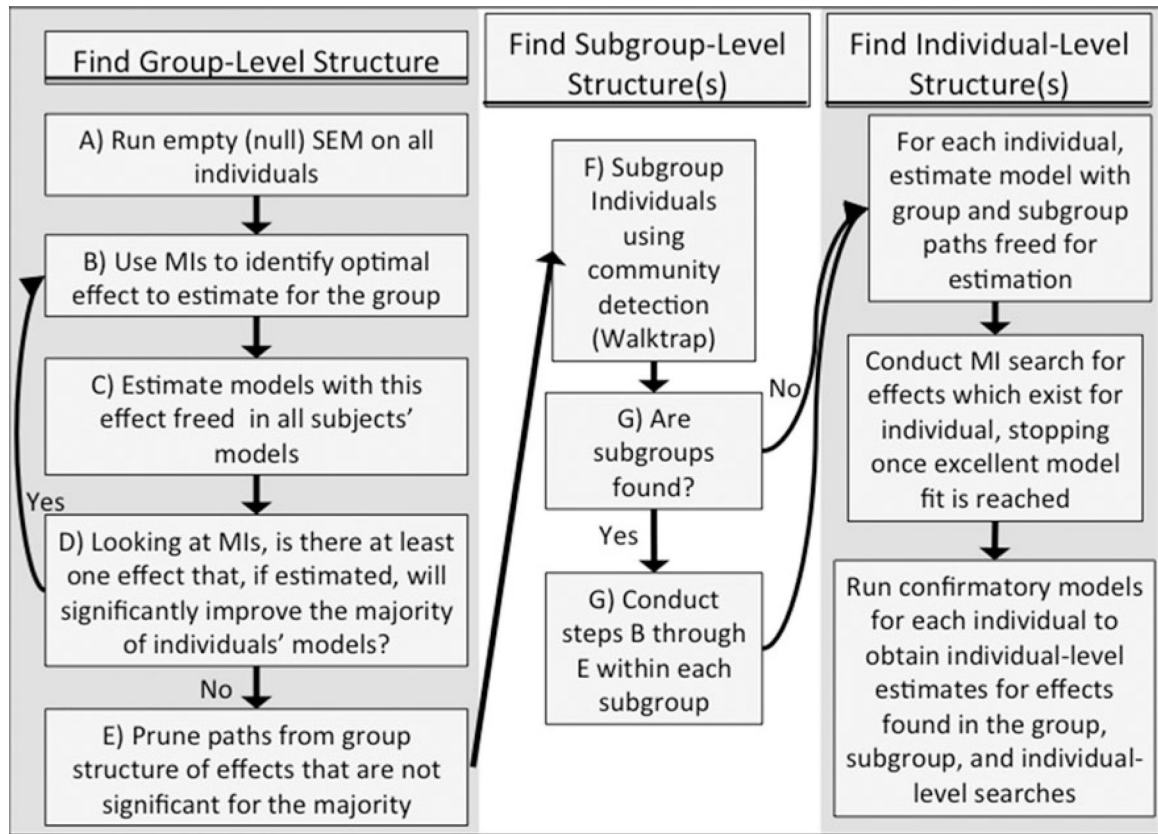 Find Group-Level Structure
A) Run empty (null) SEM on all
individuals
B) Use MIs to identify optimal
effect to estimate for the group
C) Estimate models with this
effect freed in all subjects’
models
Yes
D) Looking at MIs, is there at least
one effect that, if estimated, will
significantly improve the majority
of individuals’ models?
No
E) Prune paths from group
structure of effects that are not
significant for the majority
Find Subgroup-Level
Structure(s)
F) Subgroup
Individuals
using
community
detection
(Walktrap)
No
G) Are
subgroups
found?
Yes
G) Conduct
steps B through
E within each
subgroup
Find Individual-Level
Structure(s)
For each individual,
estimate model with
group and subgroup
paths freed for
estimation
Conduct MI search for
effects which exist for
individual, stopping
once excellent model
fit is reached
Run confirmatory models
for each individual to
obtain individual-level
estimates for effects
found in the group,
subgroup, and individual-
level searches